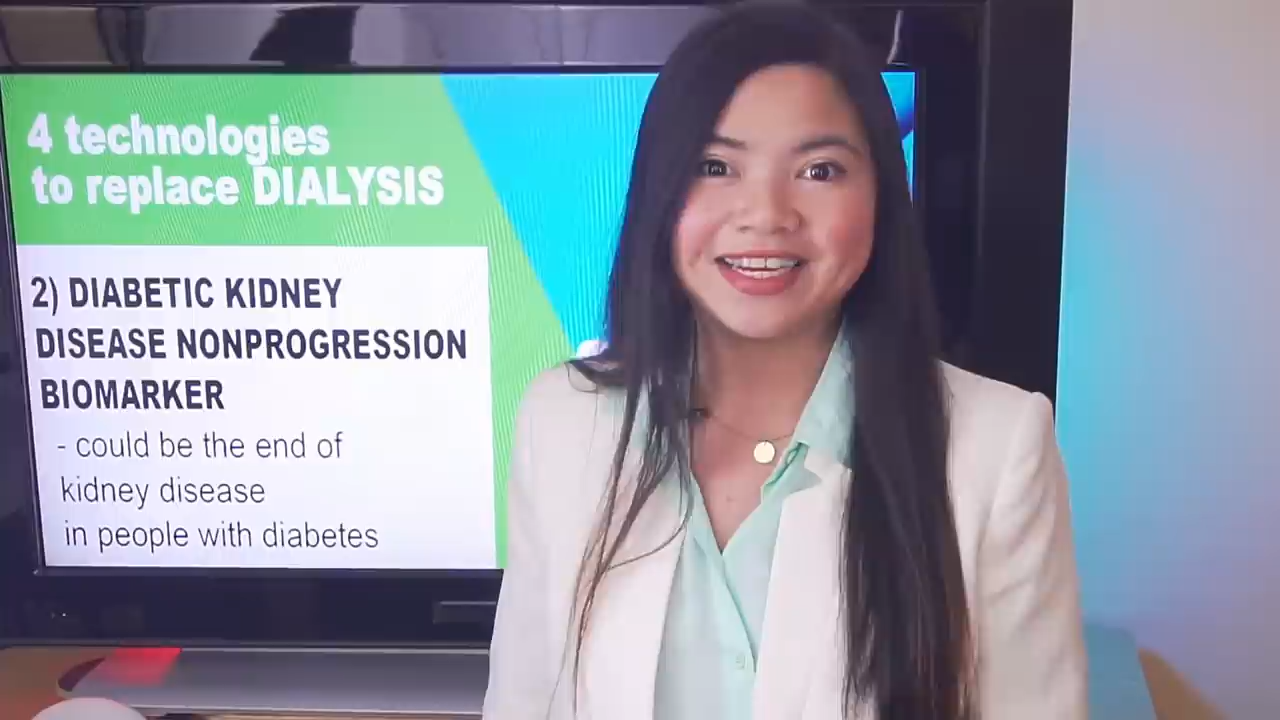 4 technologies
to replace DIALYSIS
2) DIABETIC KIDNEY
DISEASE NONPROGRESSION
BIOMARKER
- could be the end of
kidney disease
in people with diabetes